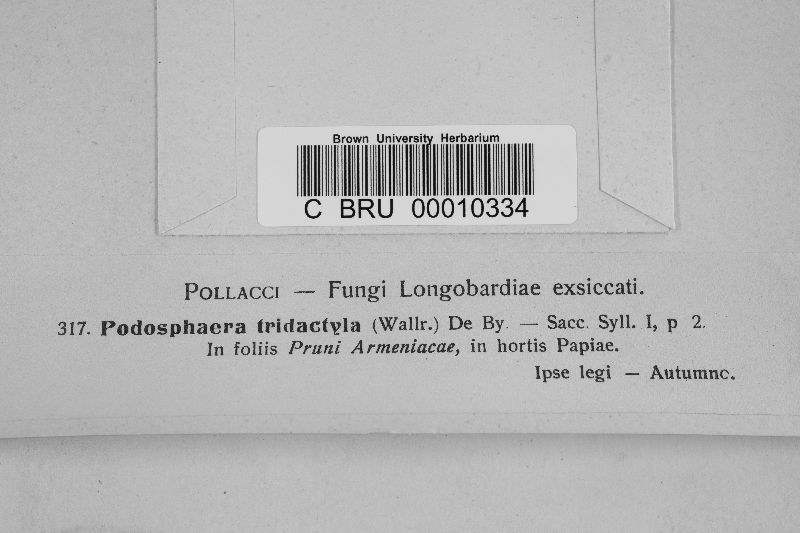 Brown University Herbarium
C BRU 00010334
POLLACCI — Fungi Longobardiae exsiccati.
317. Podosphaera tridactyla (Wallr.) De By. — Sacc. Syll. I, p 2.
In foliis Pruni Armeniacae, in hortis Papiae.
Ipse legi — Autumno.